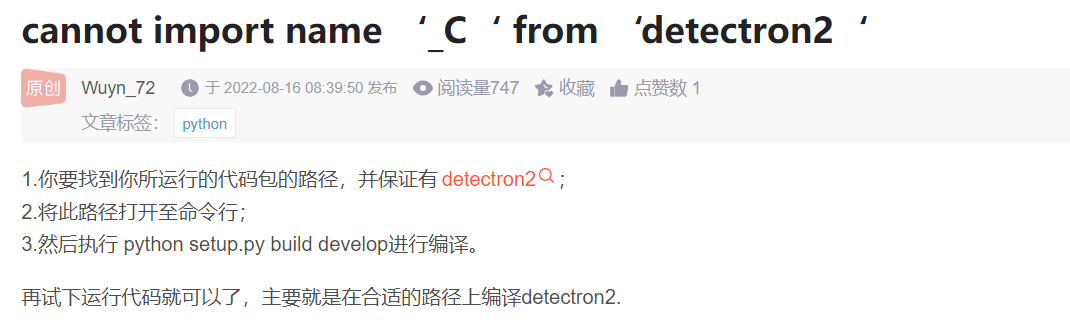 cannot import name ‘_C‘ from ‘detectron2‘
原创 Wuyn_72 于 2022-08-16 08:39:50 发布 阅读量747 收藏 点赞数 1
文章标签： python
1.你要找到你所运行的代码包的路径，并保证有 detectron2；
2.将此路径打开至命令行；
3.然后执行 python setup.py build develop进行编译。
再试下运行代码就可以了，主要就是在合适的路径上编译detectron2.